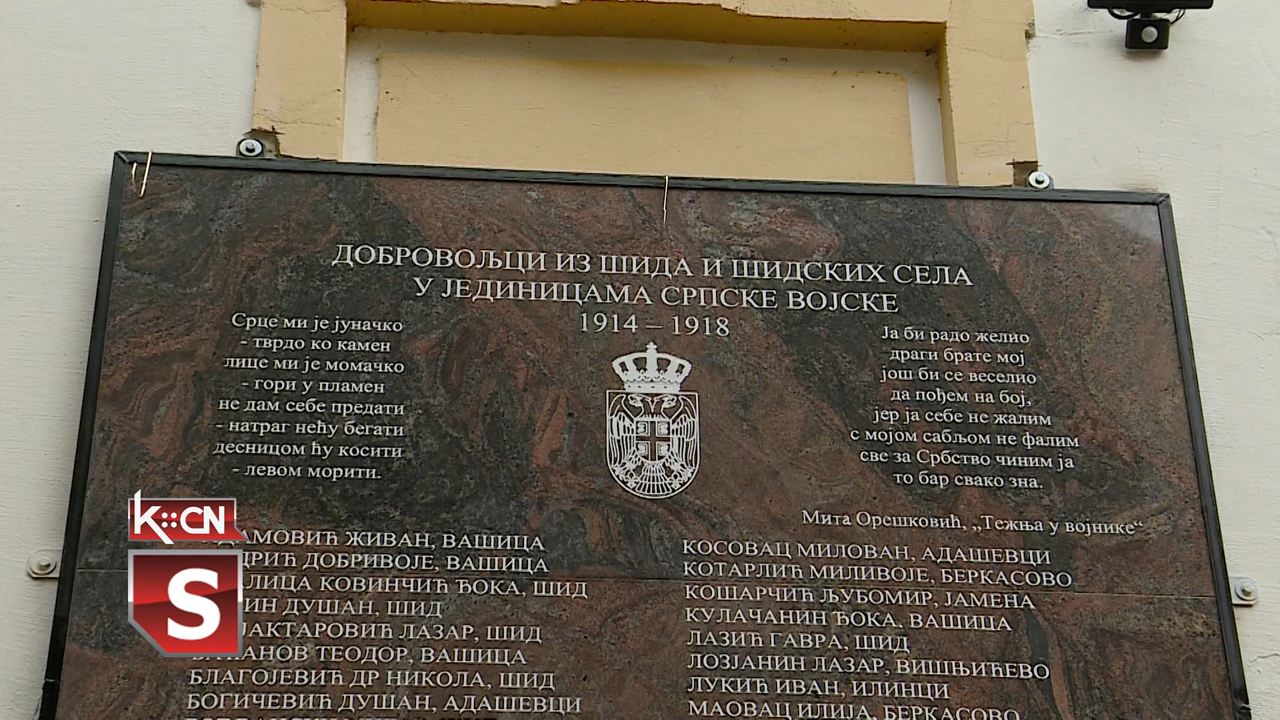 ДОБРОВОЉЦИ ИЗ ШИДА И ШИДСКИХ СЕЛА
У ЈЕДИНИЦАМА СРПСКЕ ВОЈСКЕ
1914 – 1918
Срце ми је јуначко
- тврдо ко камен
лице ми је момачко
- гори у пламен
не дам себе предати
- натраг нећу бегати
десницом ћу косити
- левом морити.
Ја би радо желио
драги брате мој
још би се веселио
да пођем на бој,
јер ја себе не жалим
с мојом сабљом не фалим
све за Србство чиним ја
то бар свако зна.
Мита Орешковић, „Тежња у војнике“
ЖИВАН, ВАШИЦА
ДОБРИВОЈЕ, ВАШИЦА
КОВИНЧИЋ ЂОКА, ШИД
ДУШАН, ШИД
ЛАЗАР, ШИД
ТЕОДОР, ВАШИЦА
БЛАГОЈЕВИЋ ДР НИКОЛА, ШИД
БОГИЧЕВИЋ ДУШАН, АДАШЕВЦИ
КОСОВАЦ МИЛОВАН, АДАШЕВЦИ
КОТАРЛИЋ МИЛИВОЈЕ, БЕРКАСОВО
КОШАРЧИЋ ЉУБОМИР, ЈАМЕНА
КУЛАЧАНИН ЂОКА, ВАШИЦА
ЛАЗИЋ ГАВРА, ШИД
ЛОЗЈАНИН ЛАЗАР, ВИШЊИЋЕВО
ЛУКИЋ ИВАН, ИЛИНЦИ
МАОВАЦ ИЛИЈА, БЕРКАСОВО
K::CN
S